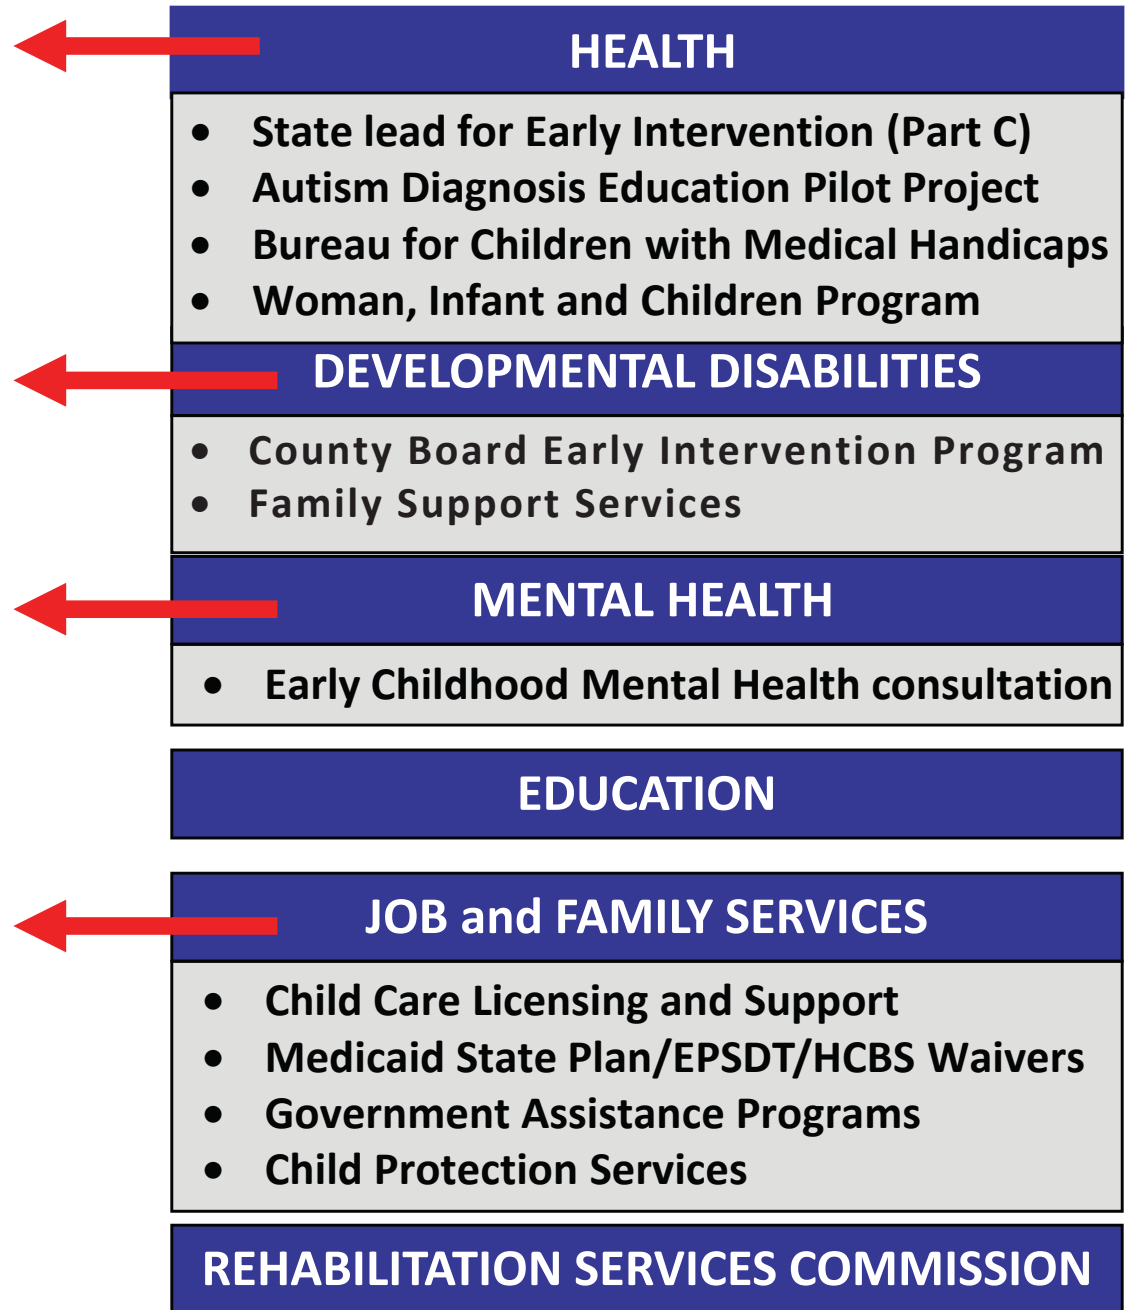 HEALTH
• State lead for Early Intervention (Part C)
• Autism Diagnosis Education Pilot Project
• Bureau for Children with Medical Handicaps
• Woman, Infant and Children Program
DEVELOPMENTAL DISABILITIES
• County Board Early Intervention Program
• Family Support Services
MENTAL HEALTH
• Early Childhood Mental Health consultation
EDUCATION
JOB and FAMILY SERVICES
• Child Care Licensing and Support
• Medicaid State Plan/EPSDT/HCBS Waivers
• Government Assistance Programs
• Child Protection Services
REHABILITATION SERVICES COMMISSION